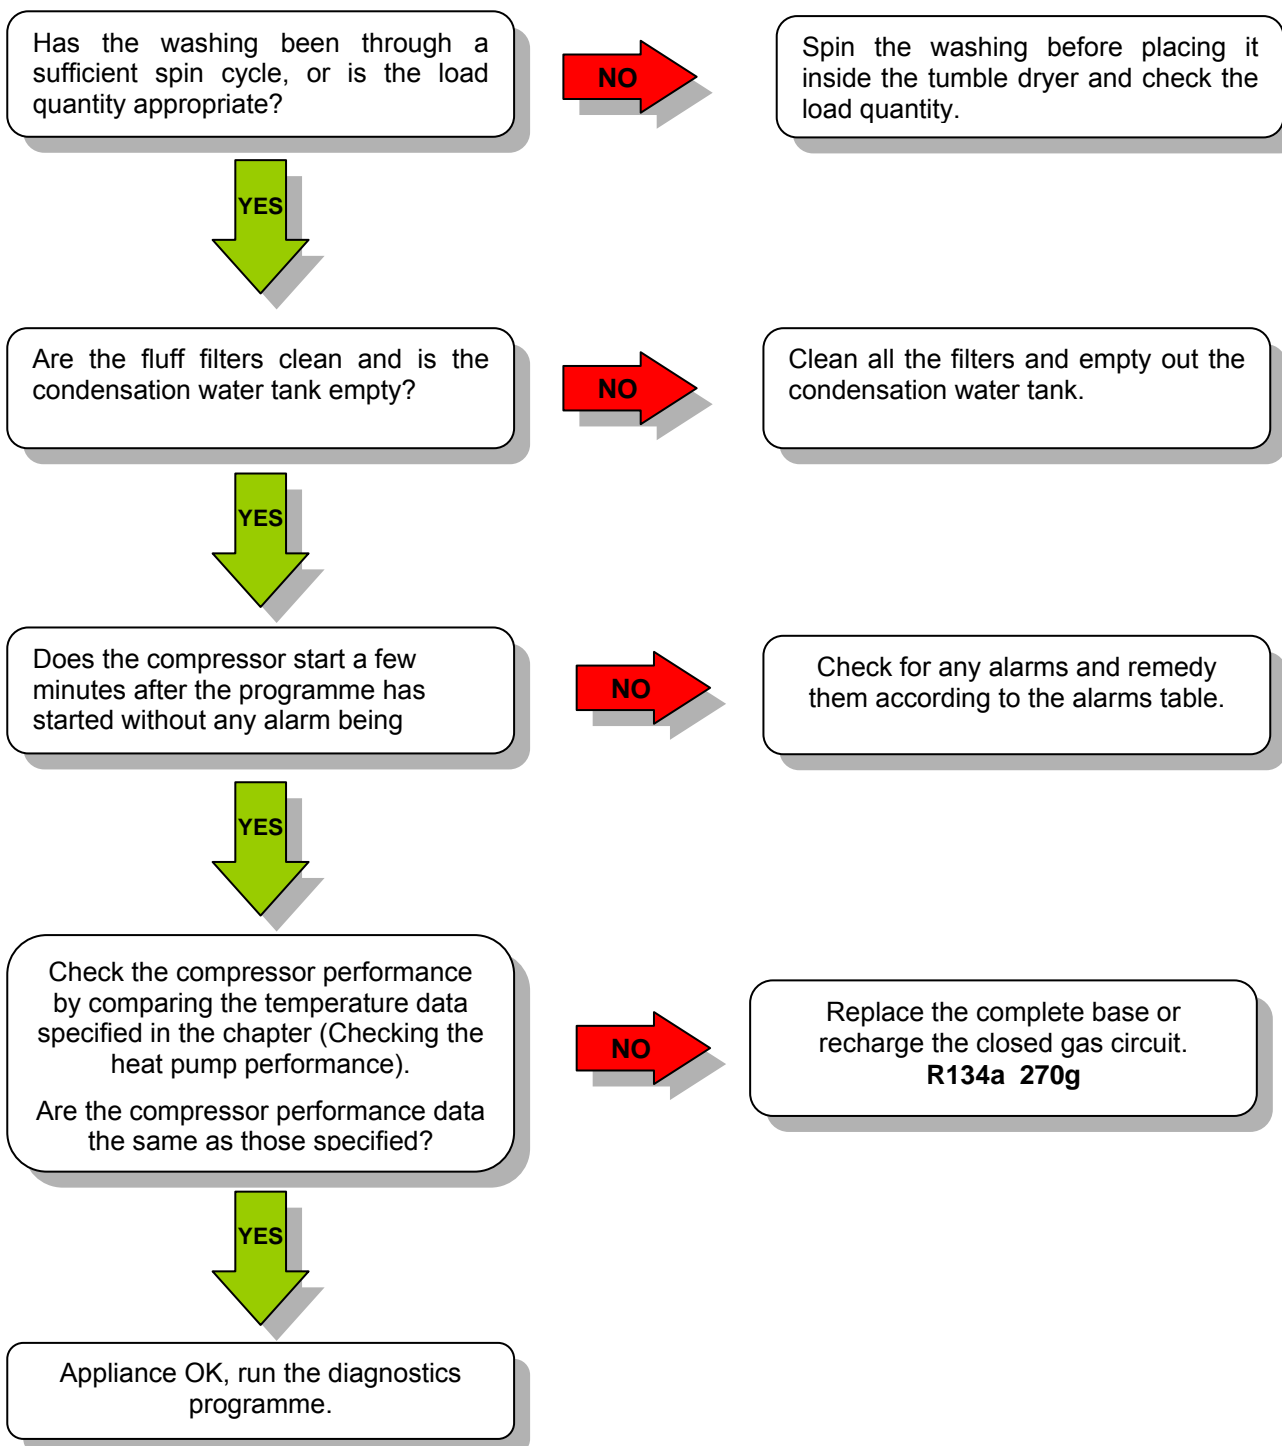 Has the washing been through a
sufficient spin cycle, or is the load
quantity appropriate?
NO
Spin the washing before placing it
inside the tumble dryer and check the
load quantity.
YES
Are the fluff filters clean and is the
condensation water tank empty?
NO
Clean all the filters and empty out the
condensation water tank.
YES
Does the compressor start a few
minutes after the programme has
started without any alarm being
NO
Check for any alarms and remedy
them according to the alarms table.
YES
Check the compressor performance
by comparing the temperature data
specified in the chapter (Checking the
heat pump performance).
Are the compressor performance data
the same as those specified?
NO
Replace the complete base or
recharge the closed gas circuit.
R134a 270g
YES
Appliance OK, run the diagnostics
programme.